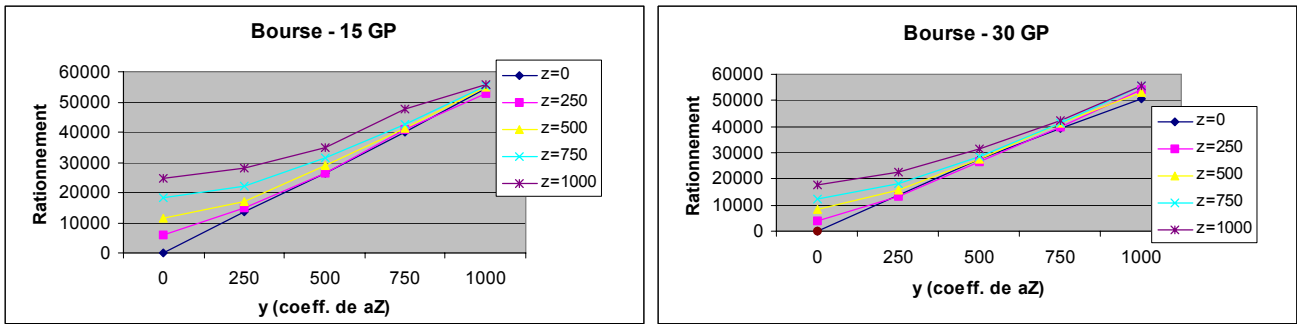 Bourse - 15 GP
Rationnement
60000
50000
40000
30000
20000
10000
0
0 250 500 750 1000
y (coeff. de aZ)
z=0
z=250
z=500
z=750
z=1000
Bourse - 30 GP
Rationnement
60000
50000
40000
30000
20000
10000
0
0 250 500 750 1000
y (coeff. de aZ)
z=0
z=250
z=500
z=750
z=1000